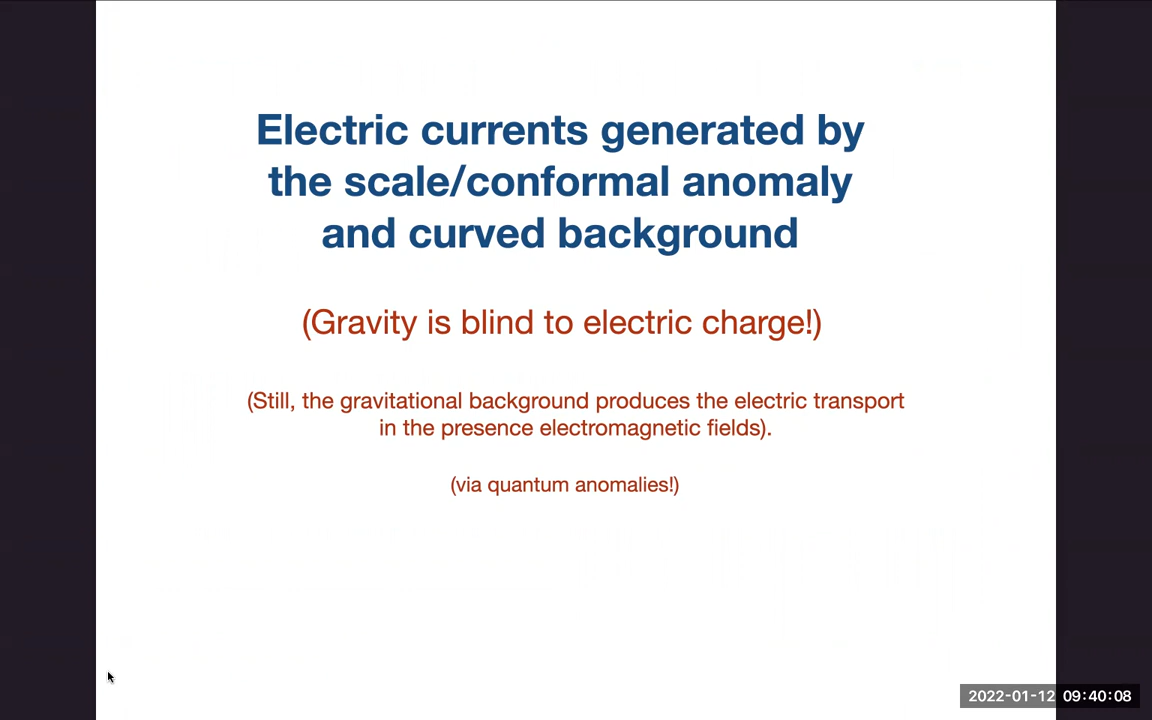 Electric currents generated by
the scale/conformal anomaly
and curved background
(Gravity is blind to electric charge!)
(Still, the gravitational background produces the electric transport
in the presence electromagnetic fields).
(via quantum anomalies!)
2022-01-12 09:40:08